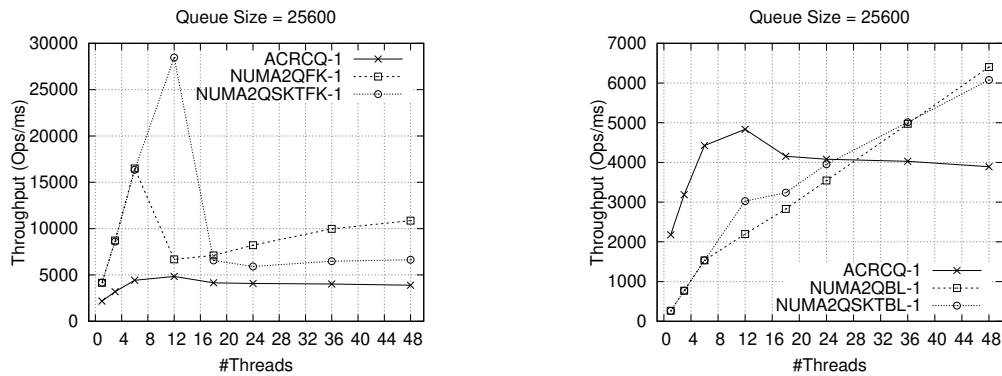 Queue Size = 25600
30000
25000
20000
15000
10000
5000
0
Throughput (Ops/ms)
ACRCQ-1
NUMA2QFK-1
NUMA2QSKTFK-1
0 4 8 12 16 20 24 28 32 36 40 44 48
#Threads
Queue Size = 25600
7000
6000
5000
4000
3000
2000
1000
0
Throughput (Ops/ms)
ACRCQ-1
NUMA2QBL-1
NUMA2QSKTBL-1
0 4 8 12 16 20 24 28 32 36 40 44 48
#Threads